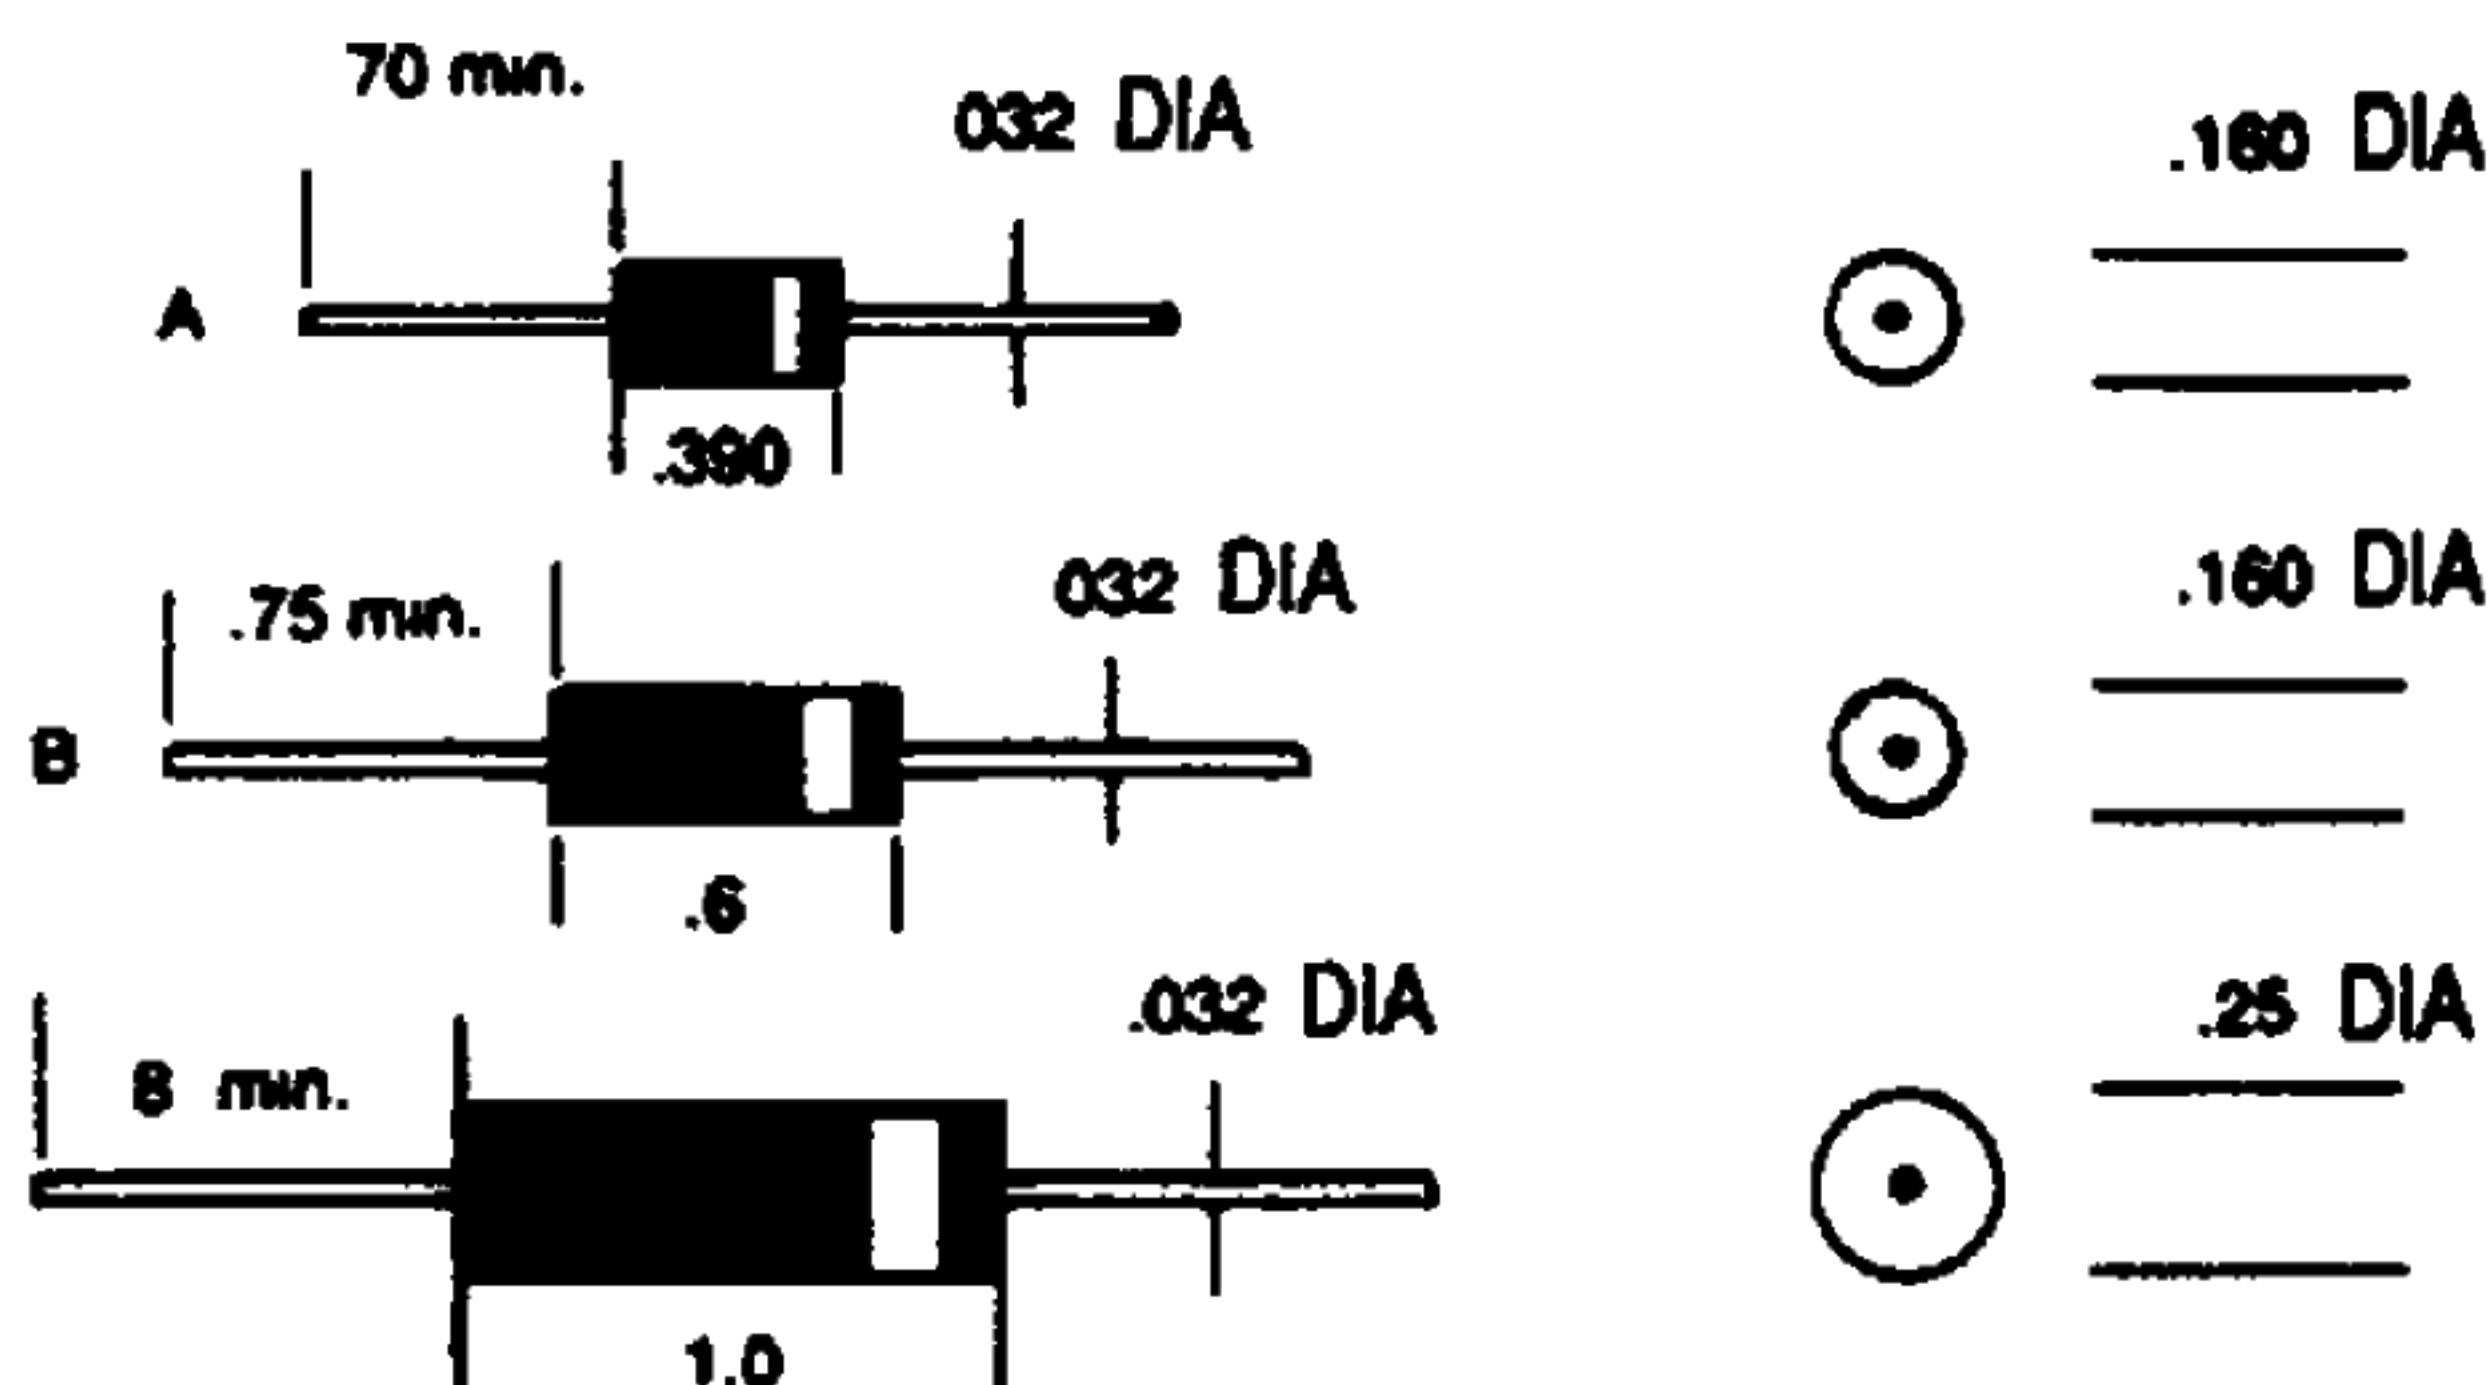 70 min.
032 DIA
.160 DIA
A
.390
.75 min.
032 DIA
.160 DIA
B
.6
8 min.
.032 DIA
.25 DIA
1.0